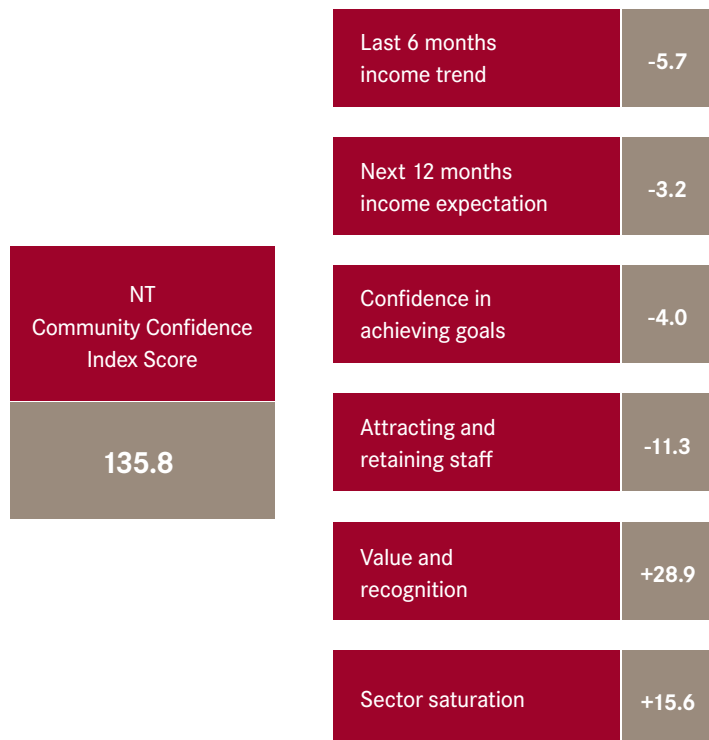 NT
Community Confidence
Index Score
135.8
Last 6 months
income trend
-5.7
Next 12 months
income expectation
-3.2
Confidence in
achieving goals
-4.0
Attracting and
retaining staff
-11.3
Value and
recognition
+28.9
Sector saturation
+15.6